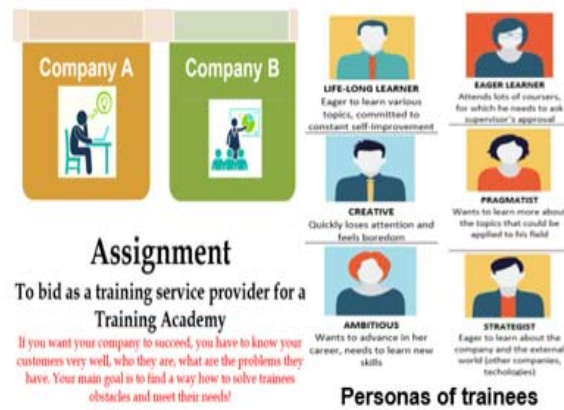 Company A
Company B
Assignment
To bid as a training service provider for a
Training Academy
If you want your company to succeed, you have to know your
customers very well, who they are, what are the problems they
have. Your main goal is to find a way how to solve trainees
obstacles and meet their needs!
LIFE-LONG LEARNER
Eager to learn various
topics, committed to
constant self-improvement
EAGER LEARNER
Attends lots of coursers,
for which he needs to ask
supervisor's approval
CREATIVE
Quickly loses attention and
feels boredom
PRAGMATIST
Wants to learn more about
the topics that could be
applied to his field
AMBITIOUS
Wants to advance in her
career, needs to learn new
skills
STRATEGIST
Eager to learn about the
company and the external
world (other companies,
techologies)
Personas of trainees